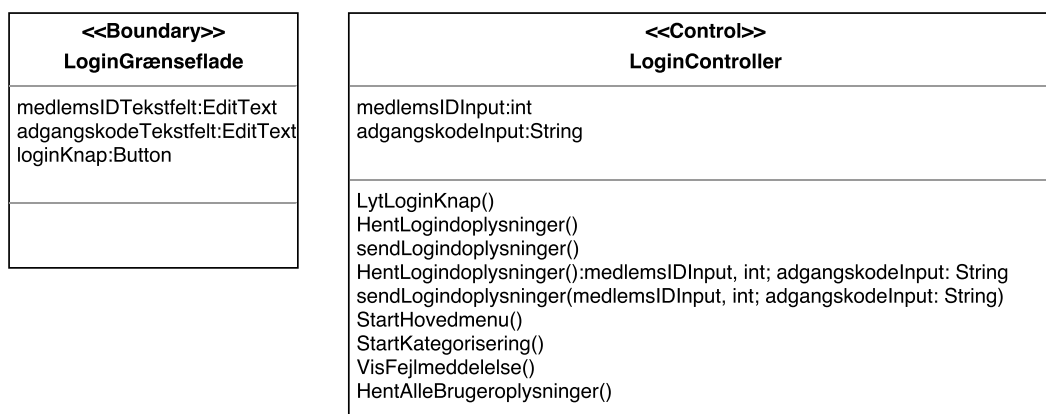 <<Boundary>>
LoginGrænseflade
medlemsIDTekstfelt:EditText
adgangskodeTekstfelt:EditText
loginKnap:Button
<<Control>>
LoginController
medlemsIDInput:int
adgangskodeInput:String
LytLoginKnap()
HentLogindoplysninger()
sendLogindoplysninger()
HentLogindoplysninger():medlemsIDInput, int; adgangskodeInput: String
sendLogindoplysninger(medlemsIDInput, int; adgangskodeInput: String)
StartHovedmenu()
StartKategorisering()
VisFejlmeddelelse()
HentAlleBrugeroplysninger()